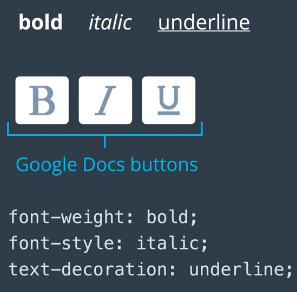 bold italic underline
B I U
Google Docs buttons
font-weight: bold;
font-style: italic;
text-decoration: underline;